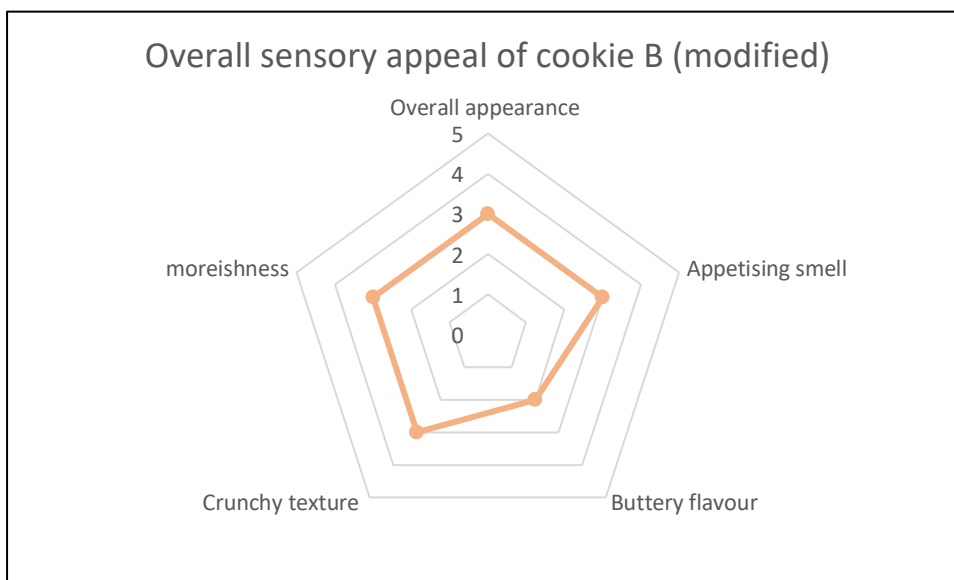 Overall sensory appeal of cookie B (modified)
Overall appearance
5
4
3
2
1
0
moreishness
Appetising smell
Crunchy texture
Buttery flavour